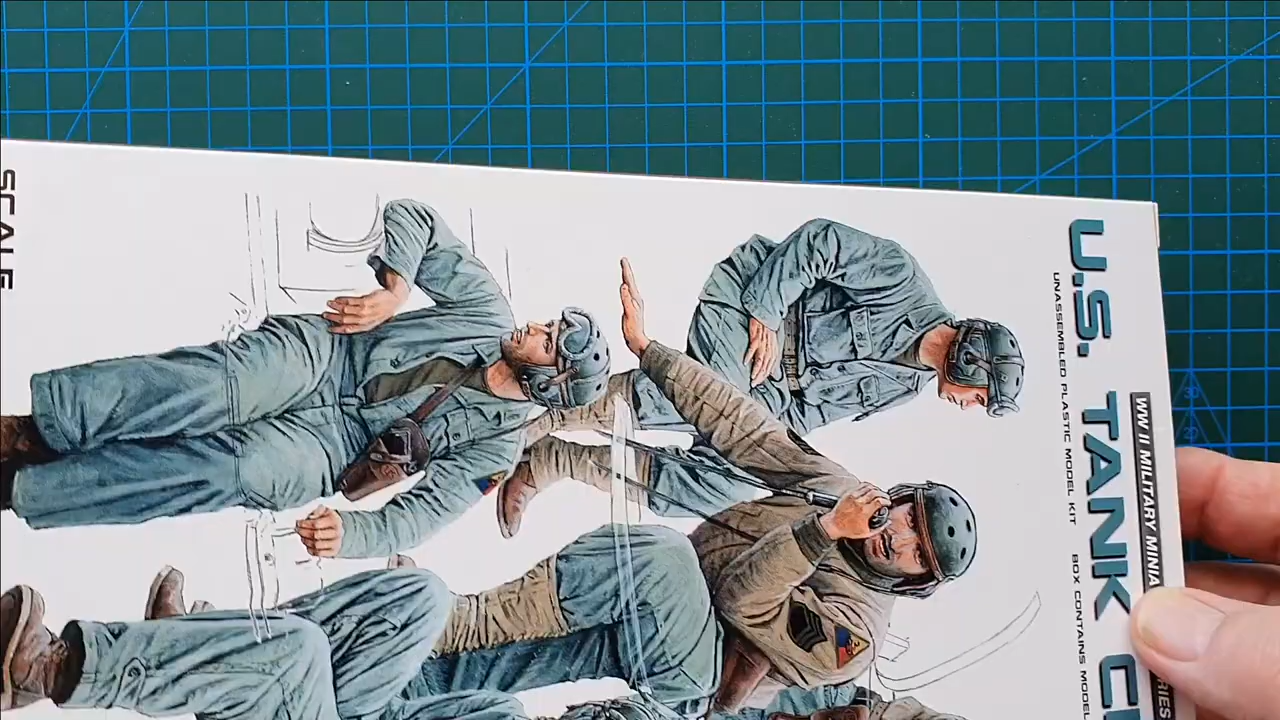 WW II MILITARY MINIA
U.S. TANK
UNASSEMBLED PLASTIC MODEL KIT BOX CONTAINS MODEL
SCALE